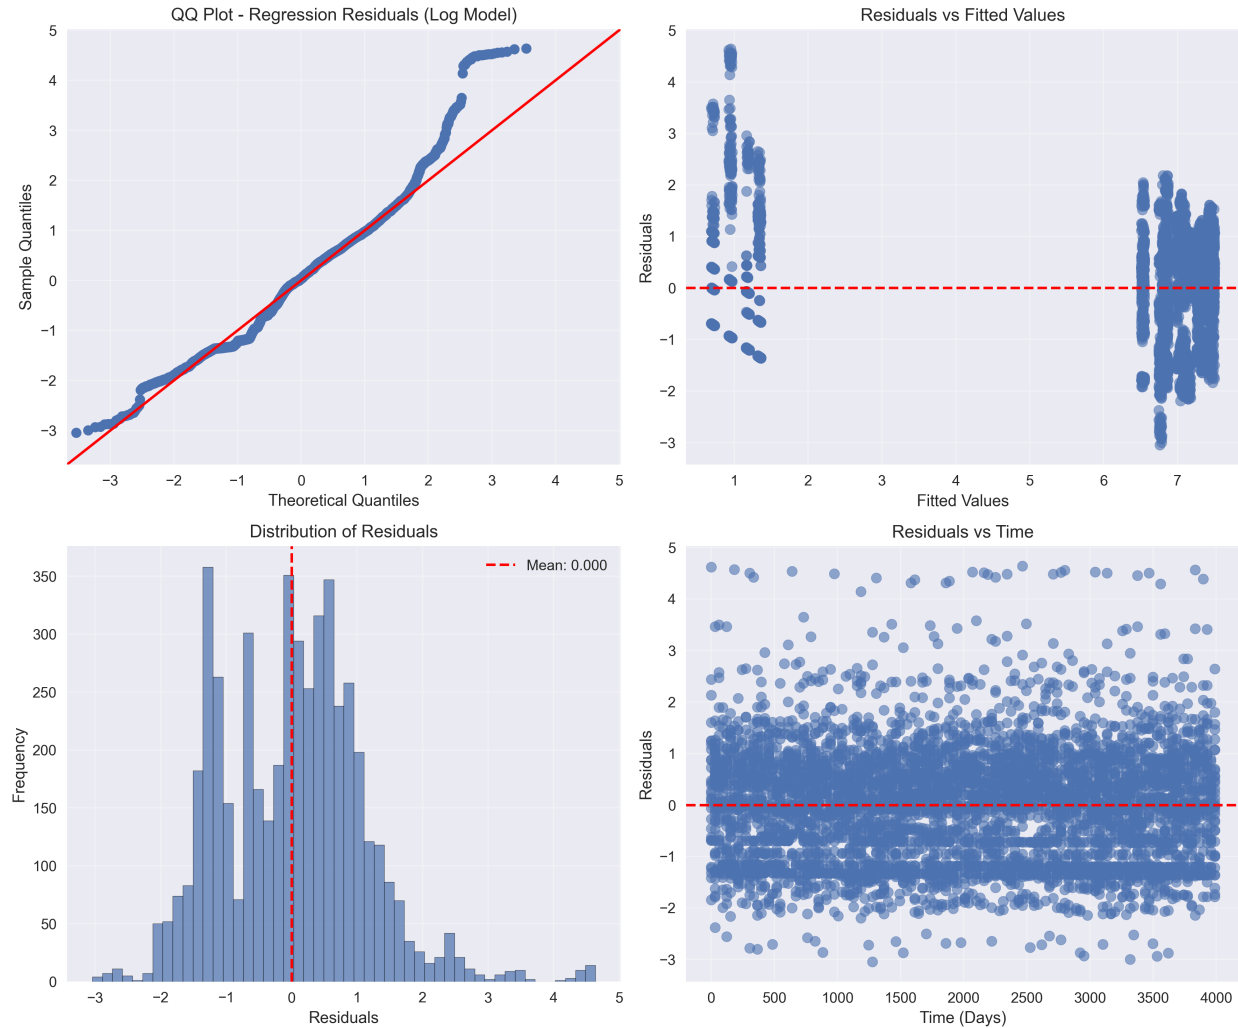 QQ Plot - Regression Residuals (Log Model)
5
4
3
2
1
0
−1
−2
−3
Sample Quantiles
−3 −2 −1 0 1 2 3 4 5
Theoretical Quantiles
Residuals vs Fitted Values
5
4
3
2
1
0
−1
−2
−3
Residuals
1 2 3 4 5 6 7
Fitted Values
Distribution of Residuals
Mean: 0.000
350
300
250
200
150
100
50
0
Frequency
−3 −2 −1 0 1 2 3 4 5
Residuals
Residuals vs Time
5
4
3
2
1
0
−1
−2
−3
Residuals
0 500 1000 1500 2000 2500 3000 3500 4000
Time (Days)